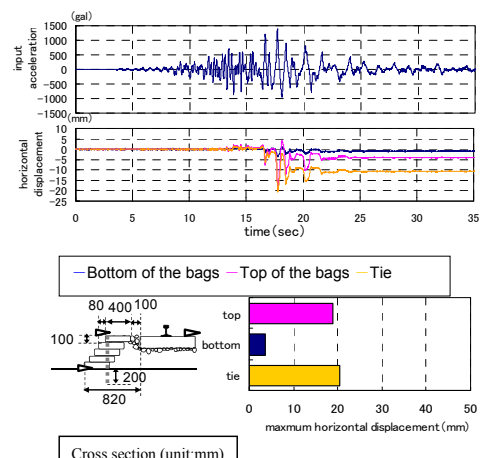 (gal)
1500
1000
500
0
-500
-1000
-1500
input
acceleration
(mm)
10
5
0
-5
-10
-15
-20
-25
horizontal
displacement
0 5 10 15 20 25 30 35
time(sec)
Bottom of the bags Top of the bags Tie
80 400 100
100
200
820
top
bottom
tie
0 10 20 30 40 50
maxmum horizontal displacement(mm)
Cross section (unit:mm)